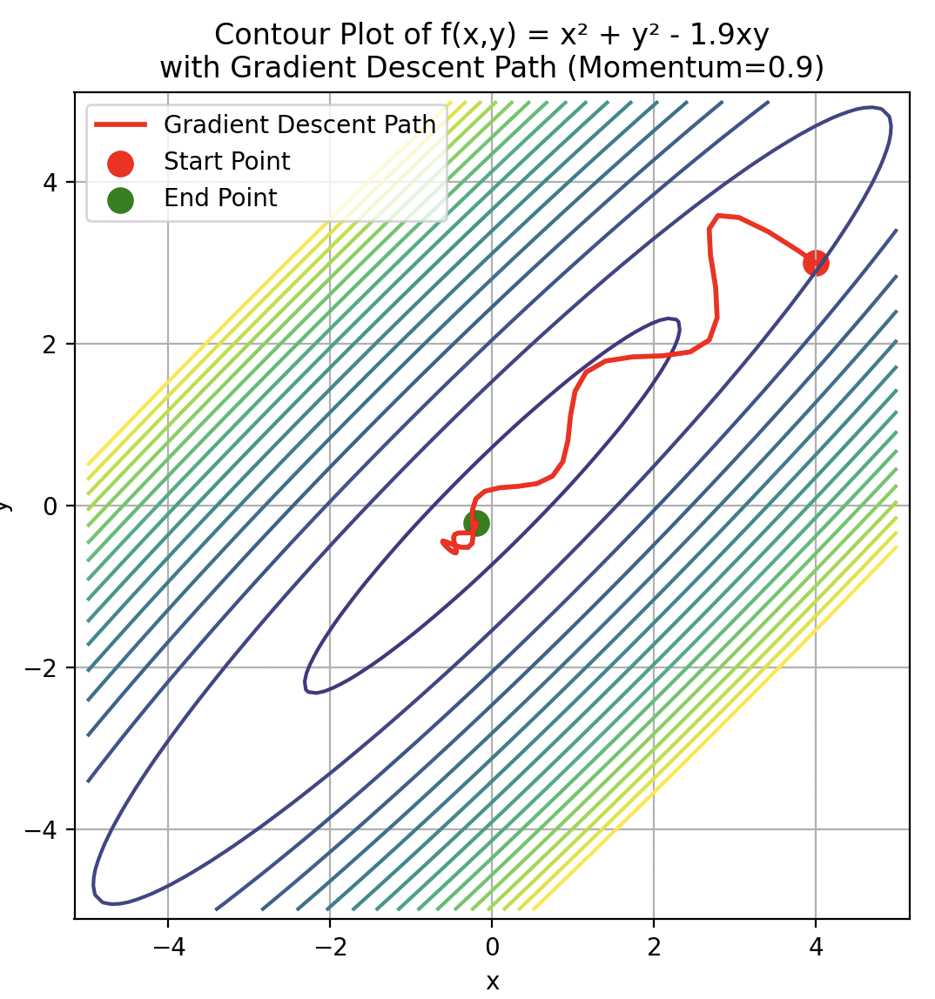 Contour Plot of f(x,y) = x² + y² - 1.9xy
with Gradient Descent Path (Momentum=0.9)
Gradient Descent Path
Start Point
End Point
4
2
0
−2
−4
y
−4
−2
0
2
4
x